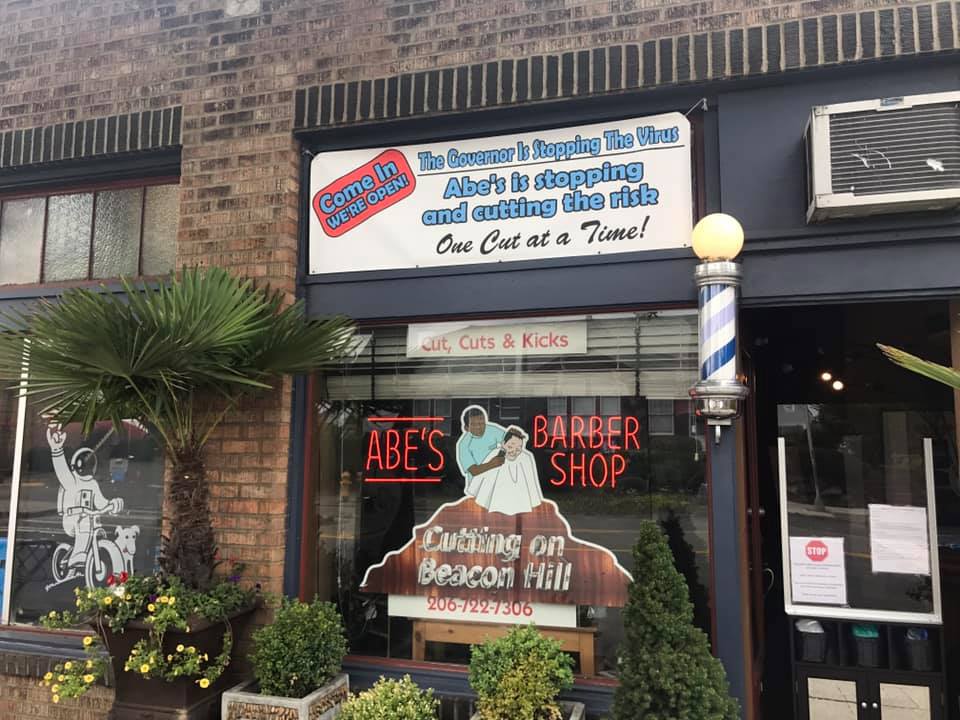 Come In
WE'RE OPEN!
The Governor Is Stopping The Virus
Abe's is stopping
and cutting the risk
One Cut at a Time!
Cut, Cuts & Kicks
ABE'S
BARBER
SHOP
Cutting on
Beacon Hill
206-722-7306
STOP